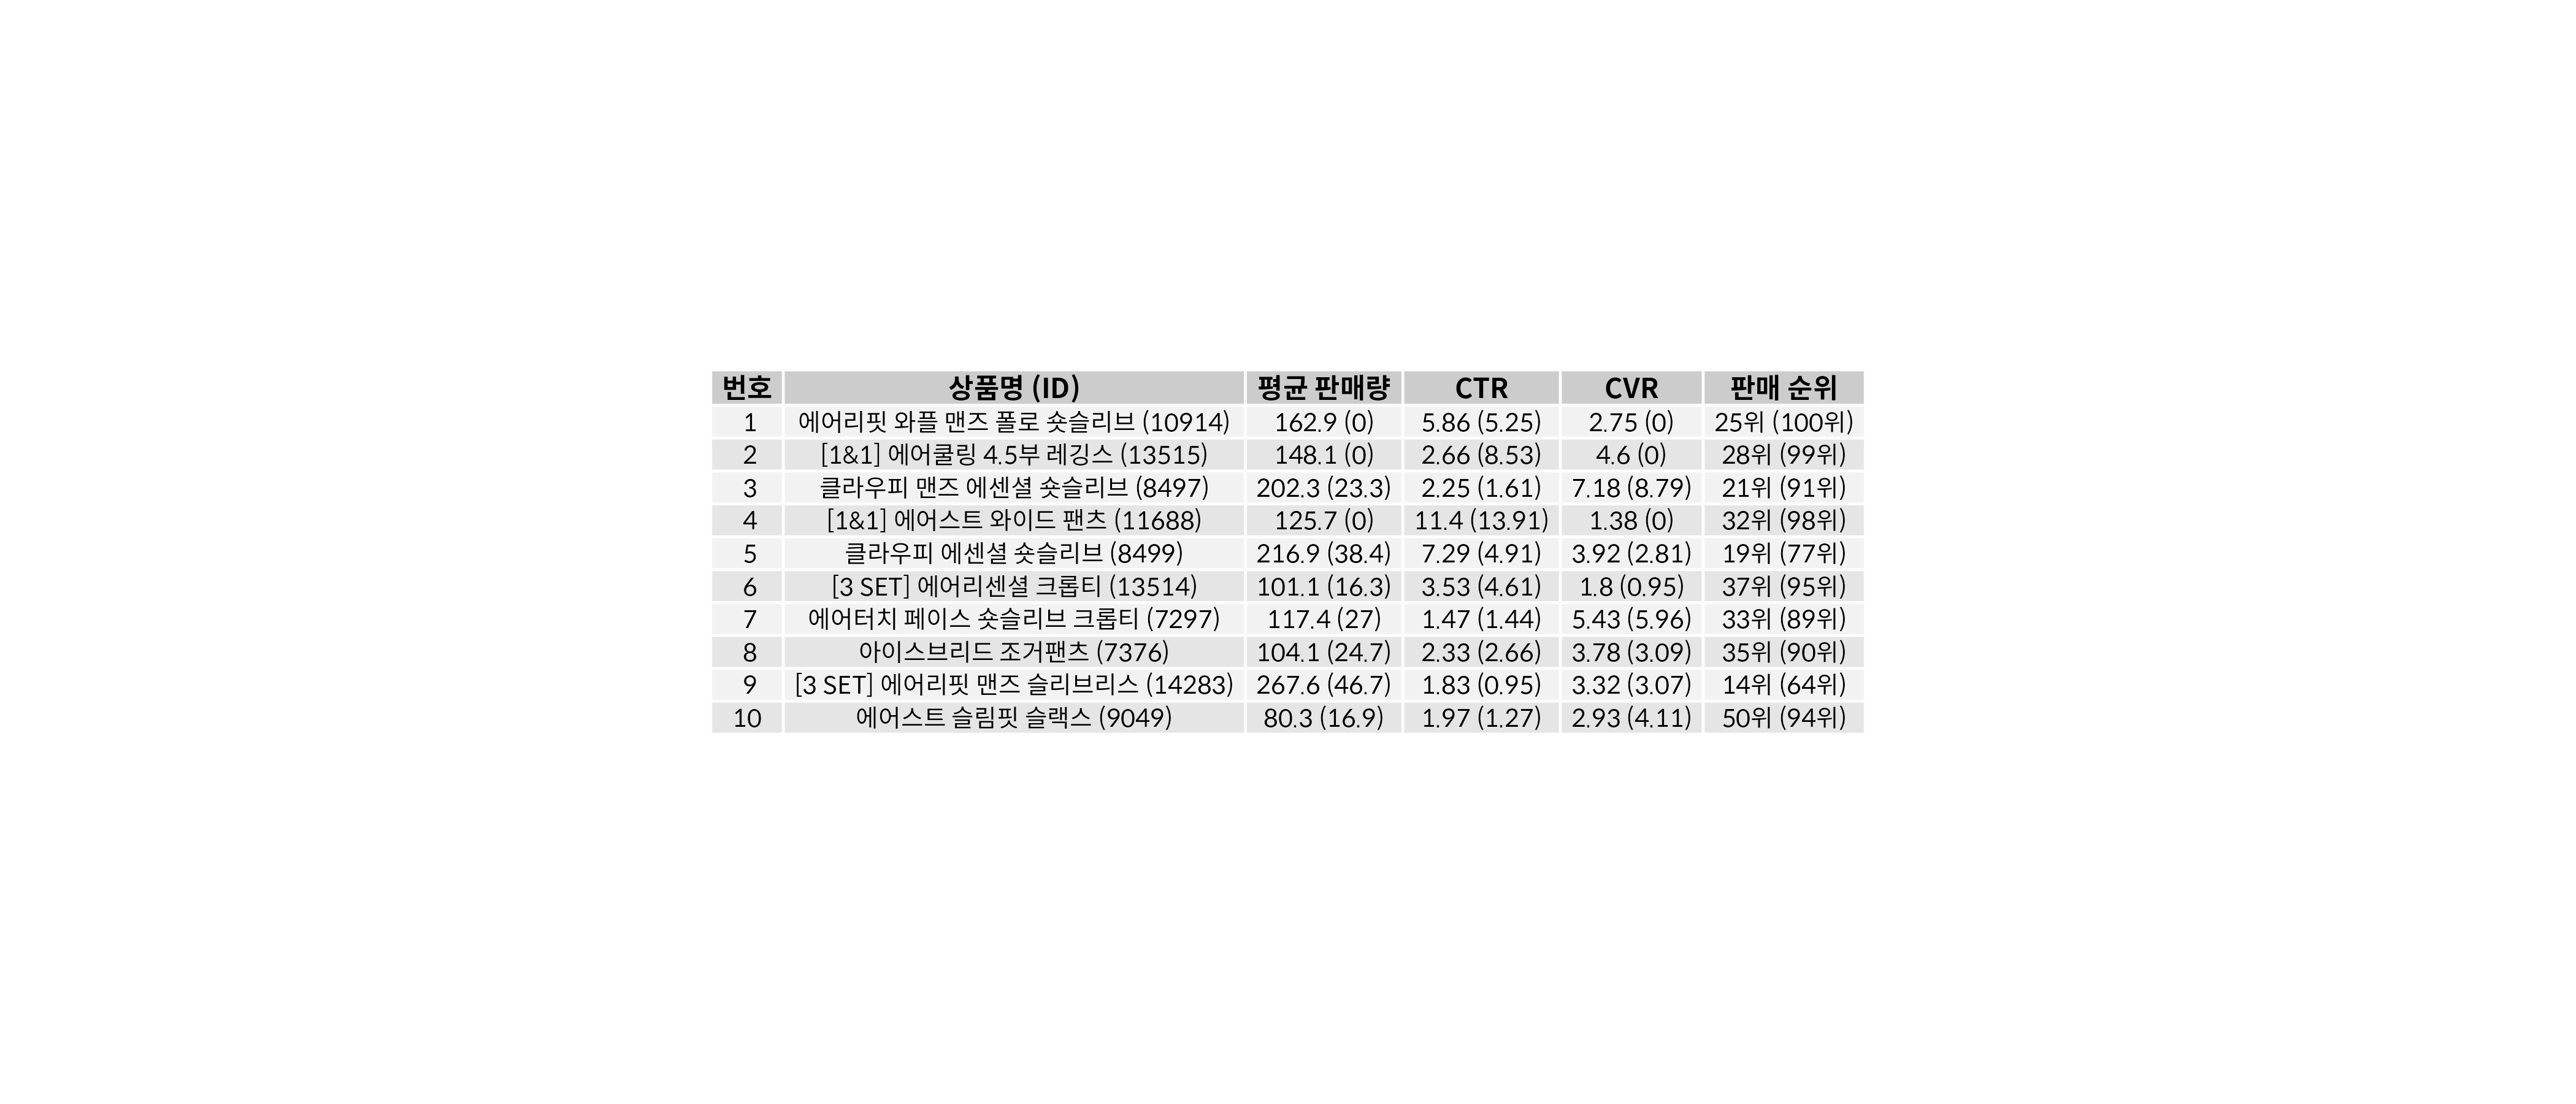 번호 상품명 (ID) 평균 판매량 CTR CVR 판매 순위
1 에어리핏 와플 맨즈 폴로 숏슬리브 (10914) 162.9 (0) 5.86 (5.25) 2.75 (0) 25위 (100위)
2 [1&1] 에어쿨링 4.5부 레깅스 (13515) 148.1 (0) 2.66 (8.53) 4.6 (0) 28위 (99위)
3 클라우피 맨즈 에센셜 숏슬리브 (8497) 202.3 (23.3) 2.25 (1.61) 7.18 (8.79) 21위 (91위)
4 [1&1] 에어스트 와이드 팬츠 (11688) 125.7 (0) 11.4 (13.91) 1.38 (0) 32위 (98위)
5 클라우피 에센셜 숏슬리브 (8499) 216.9 (38.4) 7.29 (4.91) 3.92 (2.81) 19위 (77위)
6 [3 SET] 에어리센셜 크롭티 (13514) 101.1 (16.3) 3.53 (4.61) 1.8 (0.95) 37위 (95위)
7 에어터치 페이스 숏슬리브 크롭티 (7297) 117.4 (27) 1.47 (1.44) 5.43 (5.96) 33위 (89위)
8 아이스브리드 조거팬츠 (7376) 104.1 (24.7) 2.33 (2.66) 3.78 (3.09) 35위 (90위)
9 [3 SET] 에어리핏 맨즈 슬리브리스 (14283) 267.6 (46.7) 1.83 (0.95) 3.32 (3.07) 14위 (64위)
10 에어스트 슬림핏 슬랙스 (9049) 80.3 (16.9) 1.97 (1.27) 2.93 (4.11) 50위 (94위)